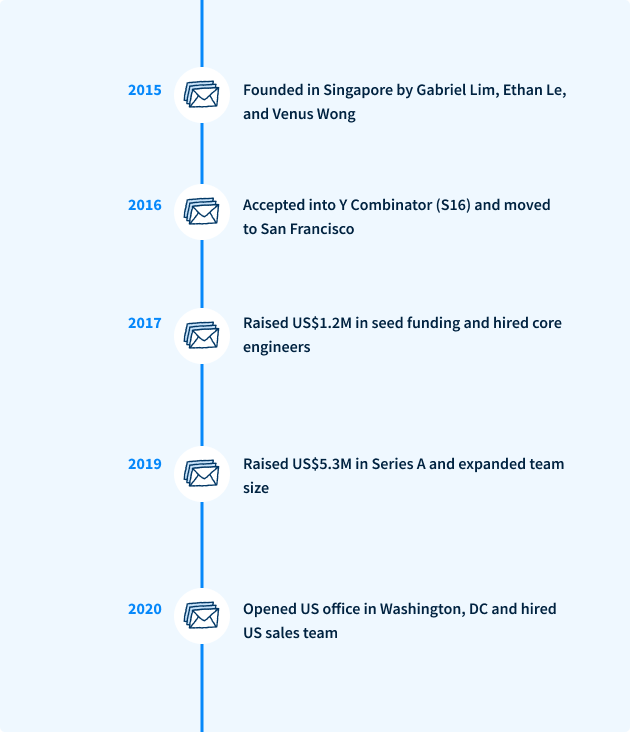 2015
Founded in Singapore by Gabriel Lim, Ethan Le,
and Venus Wong
2016
Accepted into Y Combinator (S16) and moved
to San Francisco
2017
Raised US$1.2M in seed funding and hired core
engineers
2019
Raised US$5.3M in Series A and expanded team
size
2020
Opened US office in Washington, DC and hired
US sales team